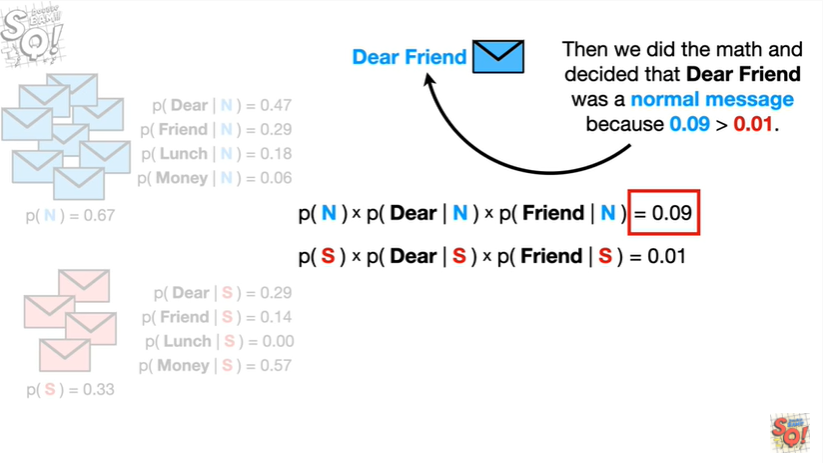 SQ!
Dear Friend
Then we did the math and
decided that Dear Friend
was a normal message
because 0.09 > 0.01.
p( Dear | N ) = 0.47
p( Friend | N ) = 0.29
p( Lunch | N ) = 0.18
p( Money | N ) = 0.06
p( N ) = 0.67
p( N ) × p( Dear | N ) × p( Friend | N ) = 0.09
p( S ) × p( Dear | S ) × p( Friend | S ) = 0.01
p( Dear | S ) = 0.29
p( Friend | S ) = 0.14
p( Lunch | S ) = 0.00
p( Money | S ) = 0.57
p( S ) = 0.33
SQ!